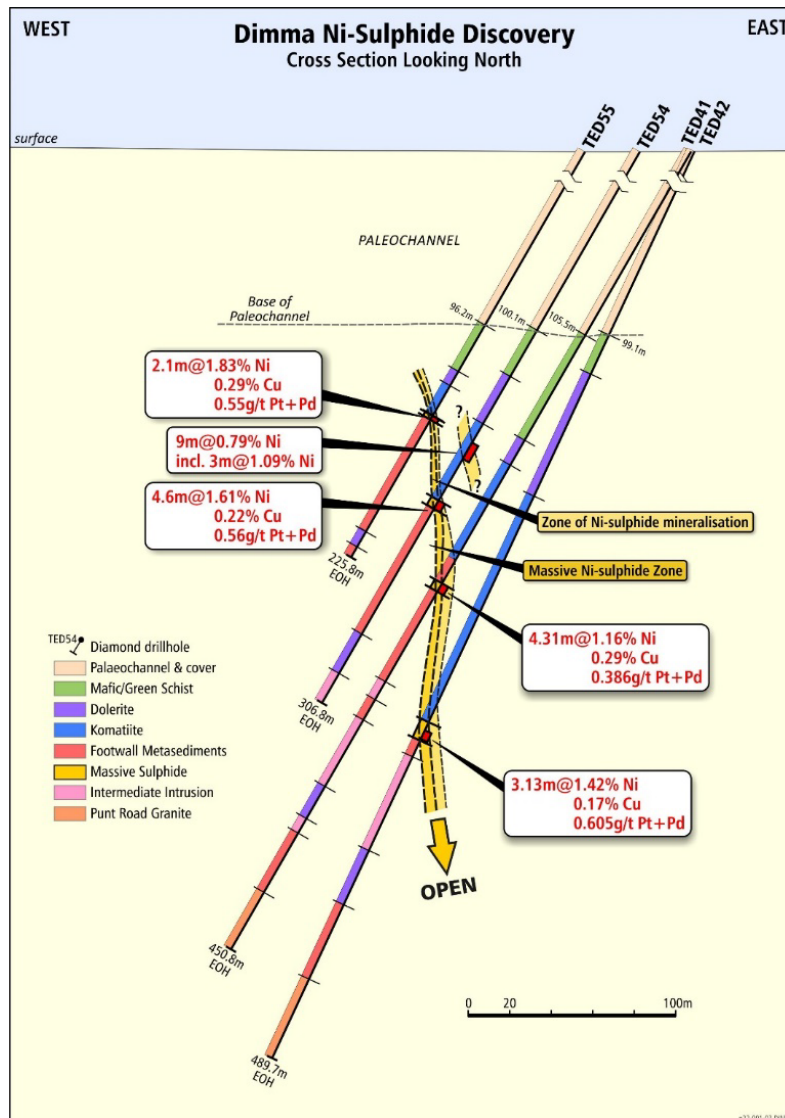 WEST
Dimma Ni-Sulphide Discovery
EAST
Cross Section Looking North
TED55
TED54
TED41
TED42
surface
PALEOCHANNEL
Base of
Paleochannel
96.2m
100.1m
105.5m
99.1m
2.1m@1.83% Ni
0.29% Cu
0.55g/t Pt+Pd
?
9m@0.79% Ni
incl. 3m@1.09% Ni
?
4.6m@1.61% Ni
0.22% Cu
0.56g/t Pt+Pd
Zone of Ni-sulphide mineralisation
225.8m
EOH
Massive Ni-sulphide Zone
4.31m@1.16% Ni
0.29% Cu
0.386g/t Pt+Pd
TED54
Diamond drillhole
Palaeochannel & cover
Mafic/Green Schist
Dolerite
Komatiite
Footwall Metasediments
Massive Sulphide
Intermediate Intrusion
Punt Road Granite
306.8m
EOH
3.13m@1.42% Ni
0.17% Cu
0.605g/t Pt+Pd
OPEN
450.8m
EOH
0 20 100m
489.7m
EOH